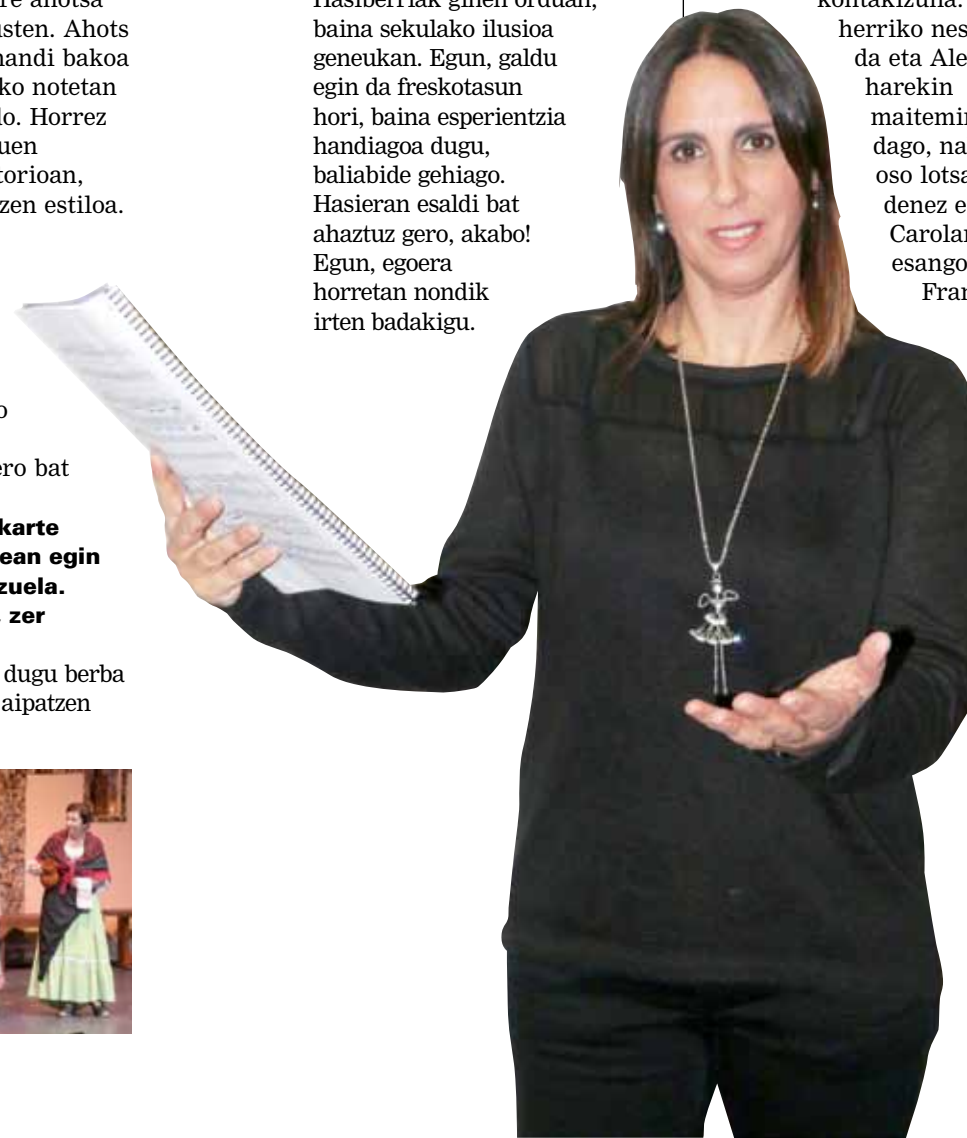 re ahotsa
usten. Ahots
handi bakoa
ko notetan
lo. Horrez
uen
torioan,
zen estiloa.
o
ero bat
karte
ean egin
zuela.
zer
dugu berba
aipatzen
Hasiberriak ginen orduan,
baina sekulako ilusioa
geneukan. Egun, galdu
egin da freskotasun
hori, baina esperientzia
handiagoa dugu,
baliabide gehiago.
Hasieran esaldi bat
ahaztuz gero, akabo!
Egun, egoera
horretan nondik
irten badakigu.
kontakizuna.
herriko nes
da eta Ale
harekin
maitemin
dago, na
oso lotsa
denez e
Carolar
esango
Fran